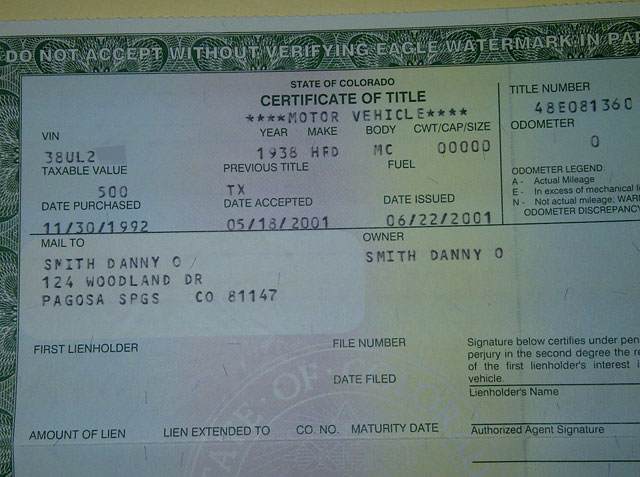 DO NOT ACCEPT WITHOUT VERIFYING EAGLE WATERMARK IN
STATE OF COLORADO
CERTIFICATE OF TITLE
****MOTOR VEHICLE****
TITLE NUMBER
48E081360
VIN YEAR MAKE BODY CWT/CAP/SIZE
38UL2 1938 HFD MC 00000
ODOMETER
0
TAXABLE VALUE PREVIOUS TITLE FUEL
500 TX
DATE PURCHASED DATE ACCEPTED DATE ISSUED
11/30/1992 05/18/2001 06/22/2001
ODOMETER LEGEND
A - Actual Mileage
E - In excess of mechanical
N - Not actual mileage.
ODOMETER DISCREPANCY
MAIL TO
SMITH DANNY O /
124 WOODLAND DR
PAGOSA SPGS CO 81147
OWNER
SMITH DANNY O
FIRST LIENHOLDER
FILE NUMBER
DATE FILED
Signature below certifies under
perjury in the second degree the
of the first lienholder's interest
vehicle.
Lienholder's Name
AMOUNT OF LIEN LIEN EXTENDED TO CO. NO. MATURITY DATE
Authorized Agent Signature
STATE OF